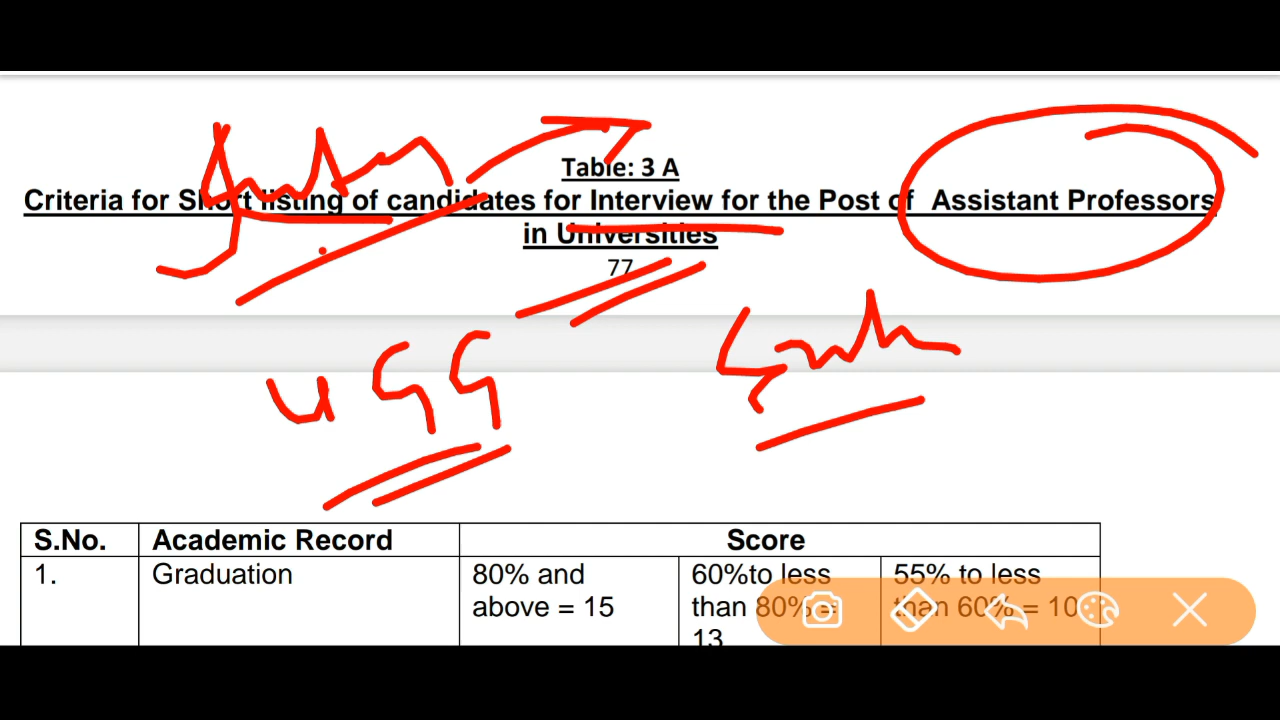 Table: 3 A
Criteria for Short listing of candidates for Interview for the Post of Assistant Professors
in Universities
77
S.No. Academic Record Score
1. Graduation 80% and above = 15 60%to less than 80% = 13 55% to less than 60% = 10